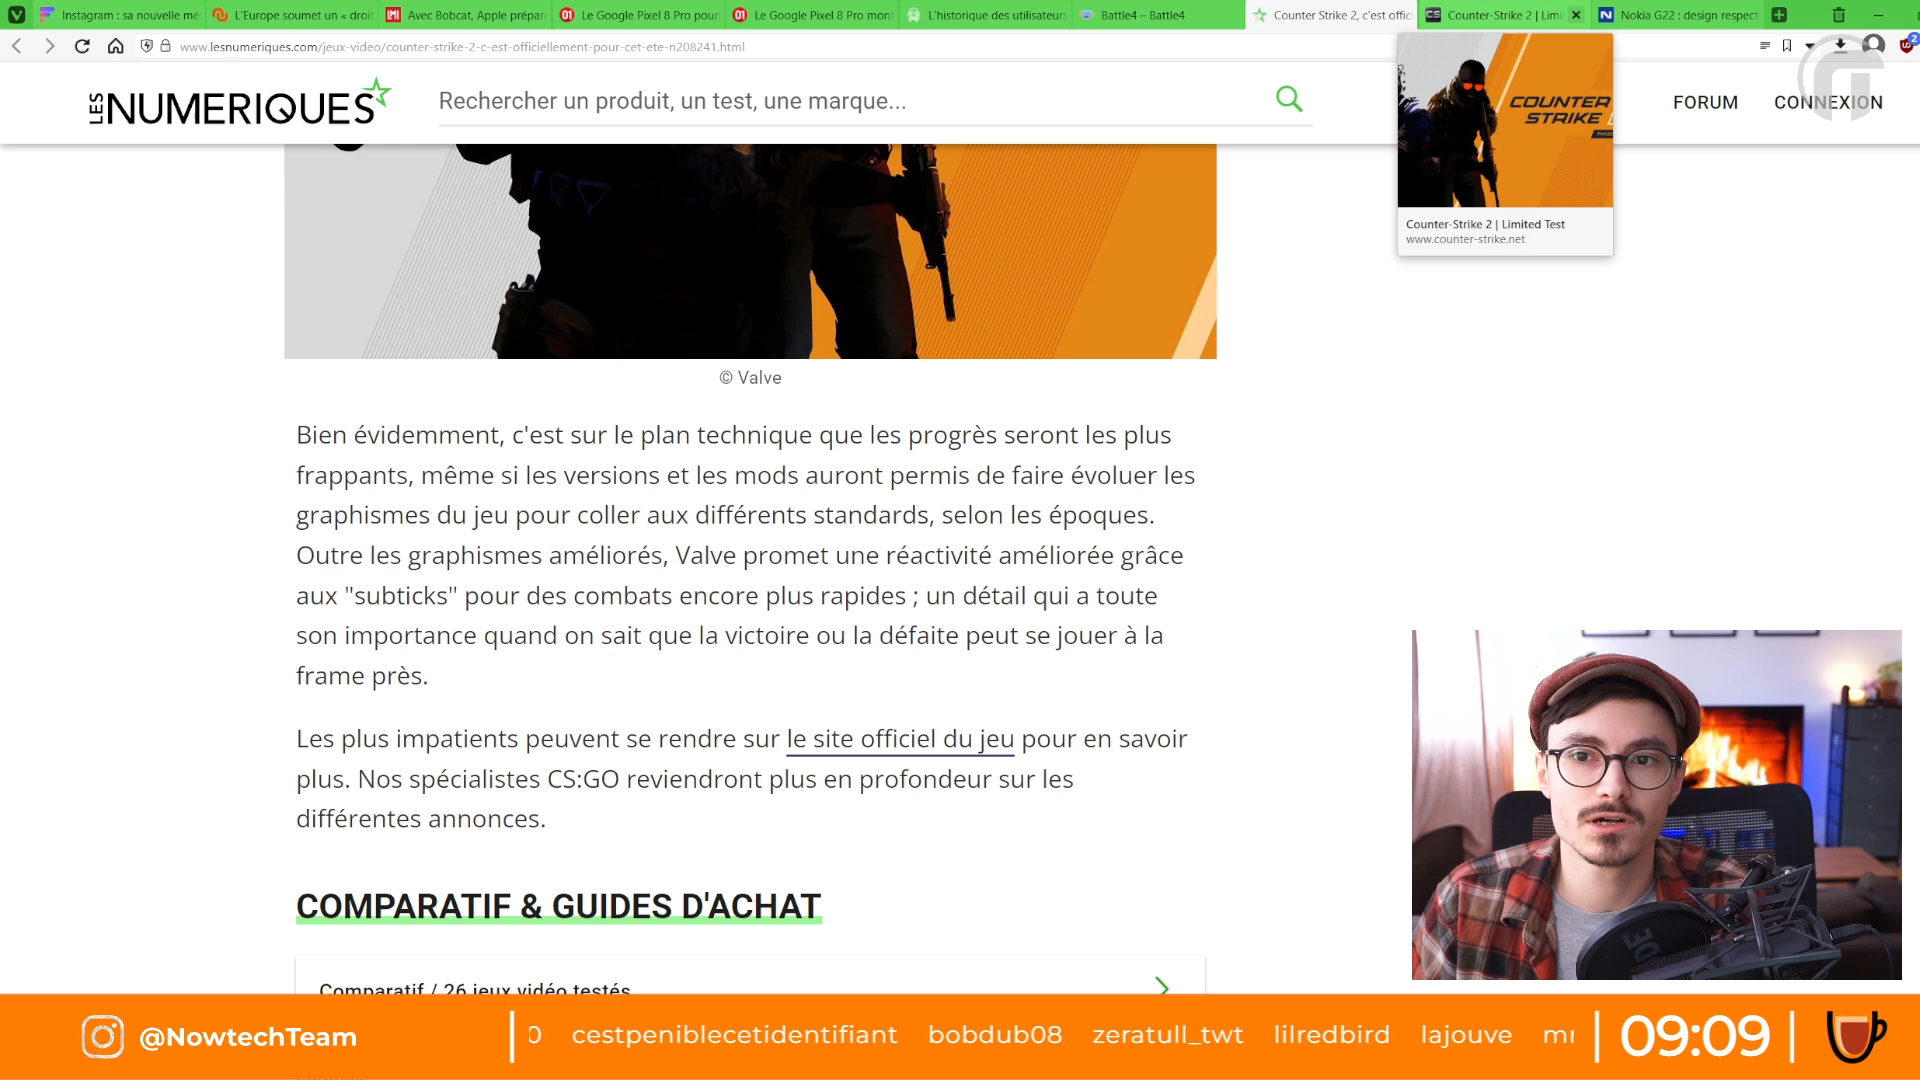 Instagram : sa nouvelle mé
L'Europe soumet un « droit
Avec Bobcat, Apple prépar
Le Google Pixel 8 Pro pour
Le Google Pixel 8 Pro mon
L'historique des utilisateurs
Battle4 – Battle4
Counter Strike 2, c'est offic
Counter-Strike 2 | Limi
Nokia G22 : design respect
www.lesnumeriques.com/jeux-video/counter-strike-2-c-est-officiellement-pour-cet-ete-n208241.html
2
LES NUMERIQUES
Rechercher un produit, un test, une marque...
FORUM
CONNEXION
COUNTER
STRIKE
Counter-Strike 2 | Limited Test
www.counter-strike.net
© Valve
Bien évidemment, c'est sur le plan technique que les progrès seront les plus
frappants, même si les versions et les mods auront permis de faire évoluer les
graphismes du jeu pour coller aux différents standards, selon les époques.
Outre les graphismes améliorés, Valve promet une réactivité améliorée grâce
aux "subticks" pour des combats encore plus rapides ; un détail qui a toute
son importance quand on sait que la victoire ou la défaite peut se jouer à la
frame près.
Les plus impatients peuvent se rendre sur le site officiel du jeu pour en savoir
plus. Nos spécialistes CS:GO reviendront plus en profondeur sur les
différentes annonces.
COMPARATIF & GUIDES D'ACHAT
Comparatif / 26 jeux vidéo testés
@NowtechTeam
0 cestpeniblecetidentifiant bobdub08 zeratull_twt lilredbird lajouve
09:09